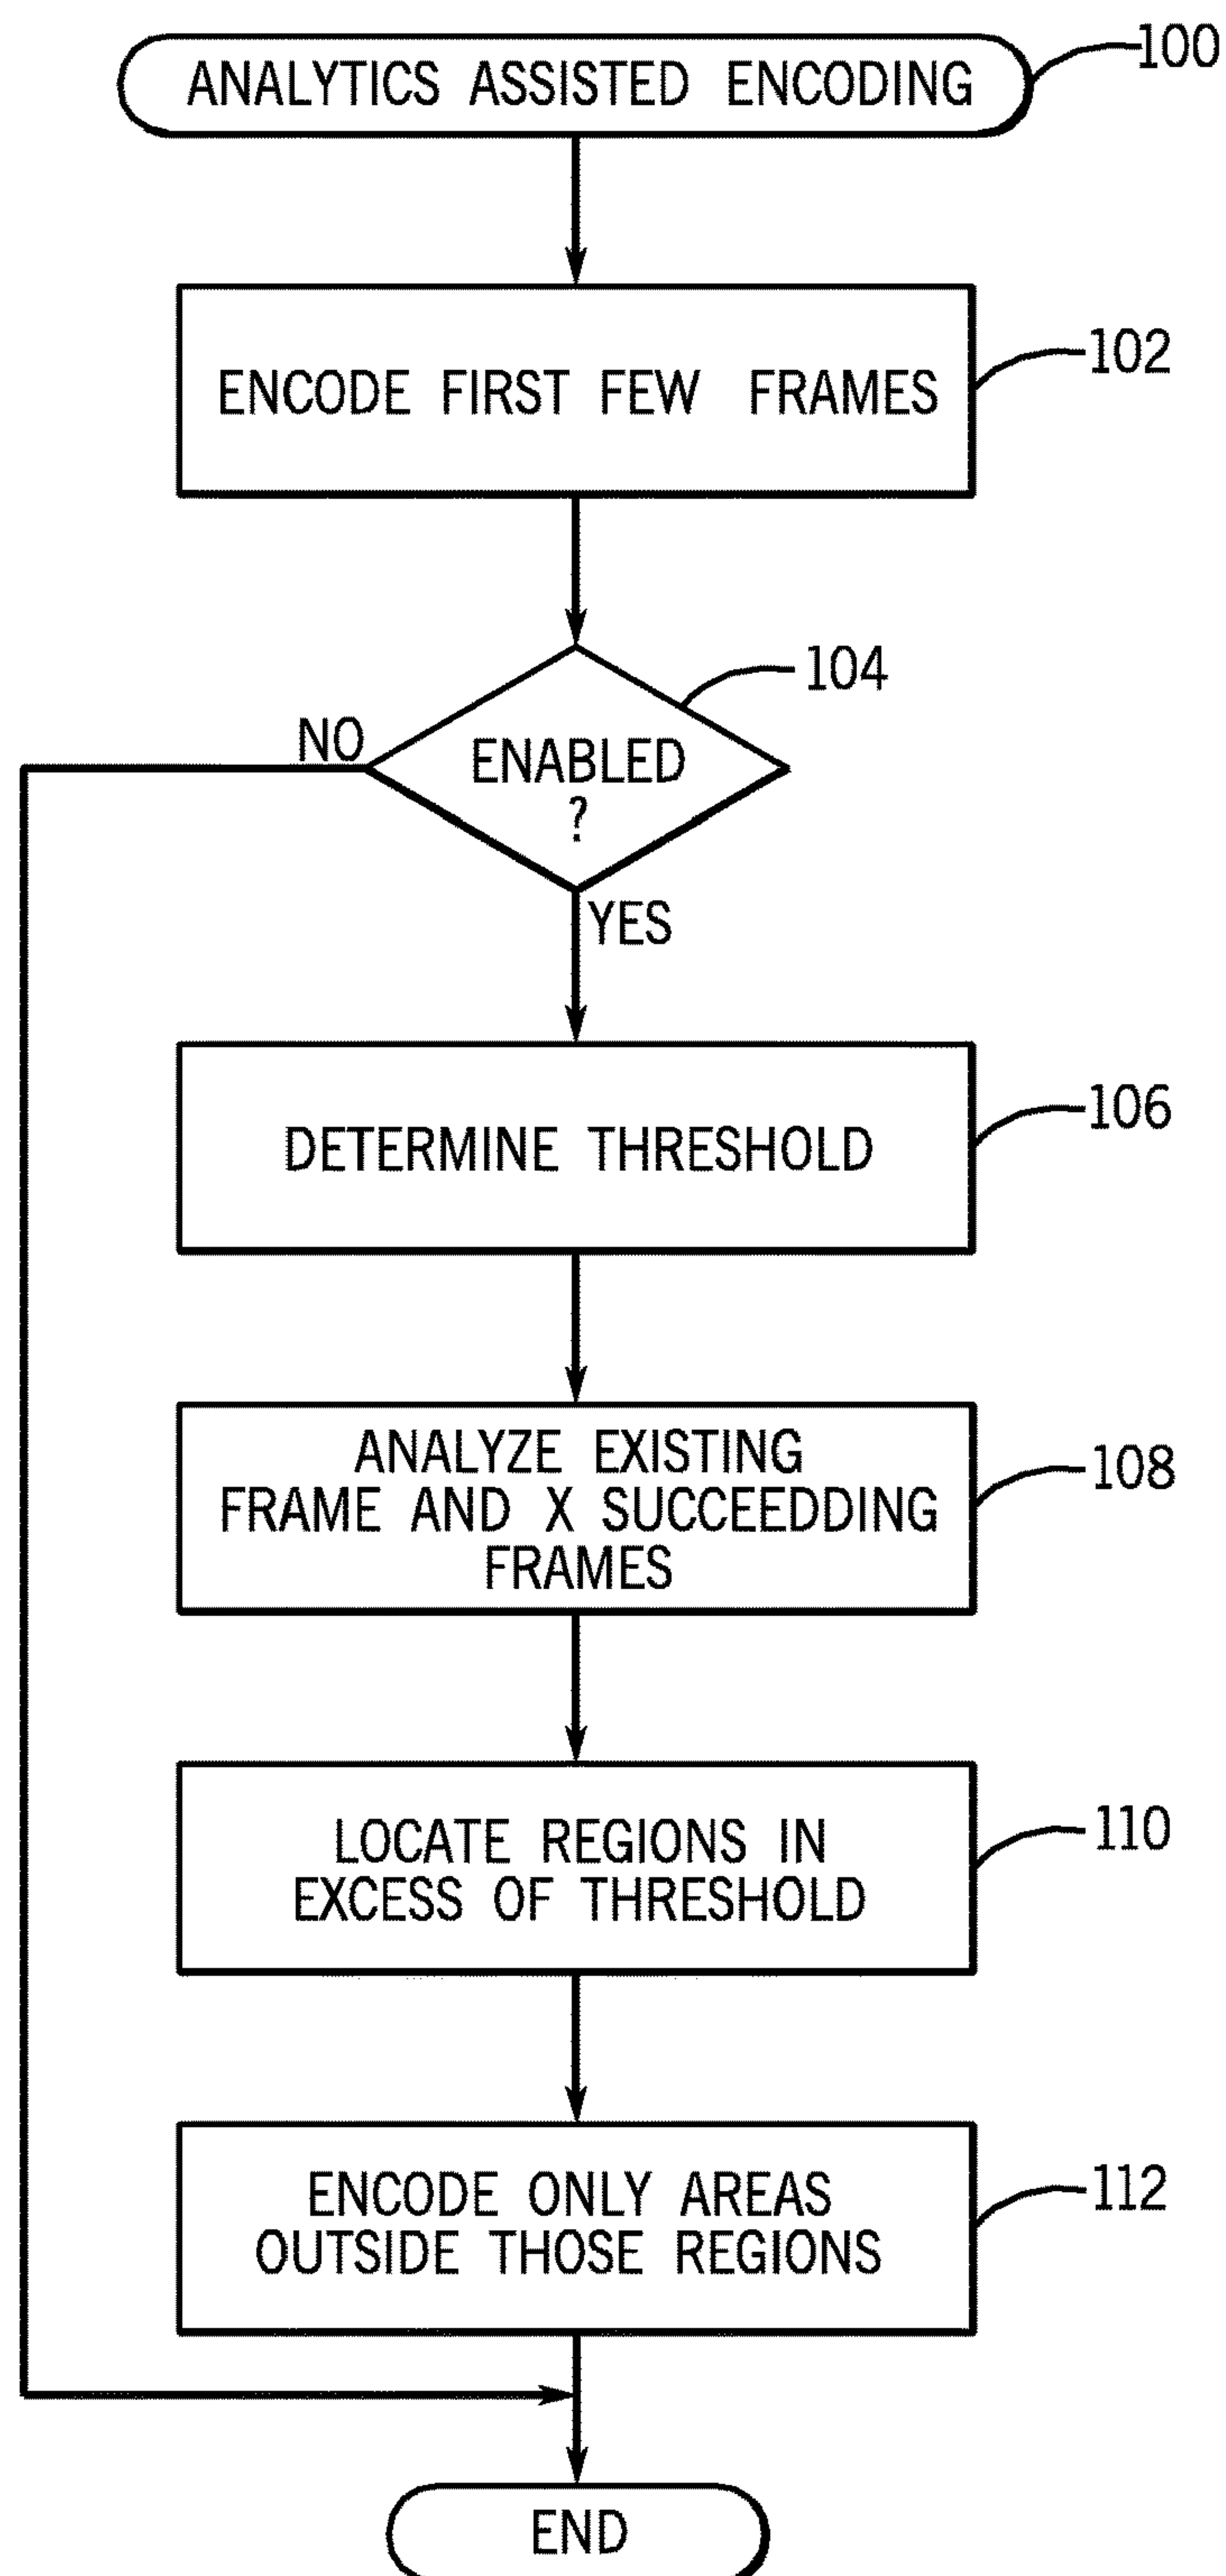 ANALYTICS ASSISTED ENCODING
100
ENCODE FIRST FEW FRAMES
102
104
NO
ENABLED
?
YES
DETERMINE THRESHOLD
106
ANALYZE EXISTING
FRAME AND X SUCCEEDDING
FRAMES
108
LOCATE REGIONS IN
EXCESS OF THRESHOLD
110
ENCODE ONLY AREAS
OUTSIDE THOSE REGIONS
112
END